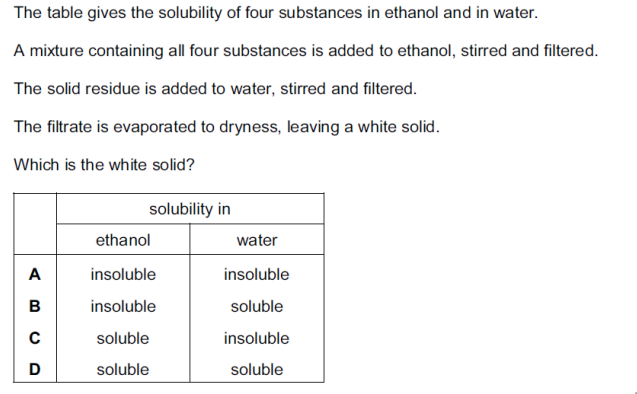 The table gives the solubility of four substances in ethanol and in water.
A mixture containing all four substances is added to ethanol, stirred and filtered.
The solid residue is added to water, stirred and filtered.
The filtrate is evaporated to dryness, leaving a white solid.
Which is the white solid?
solubility in
ethanol water
A insoluble insoluble
B insoluble soluble
C soluble insoluble
D soluble soluble